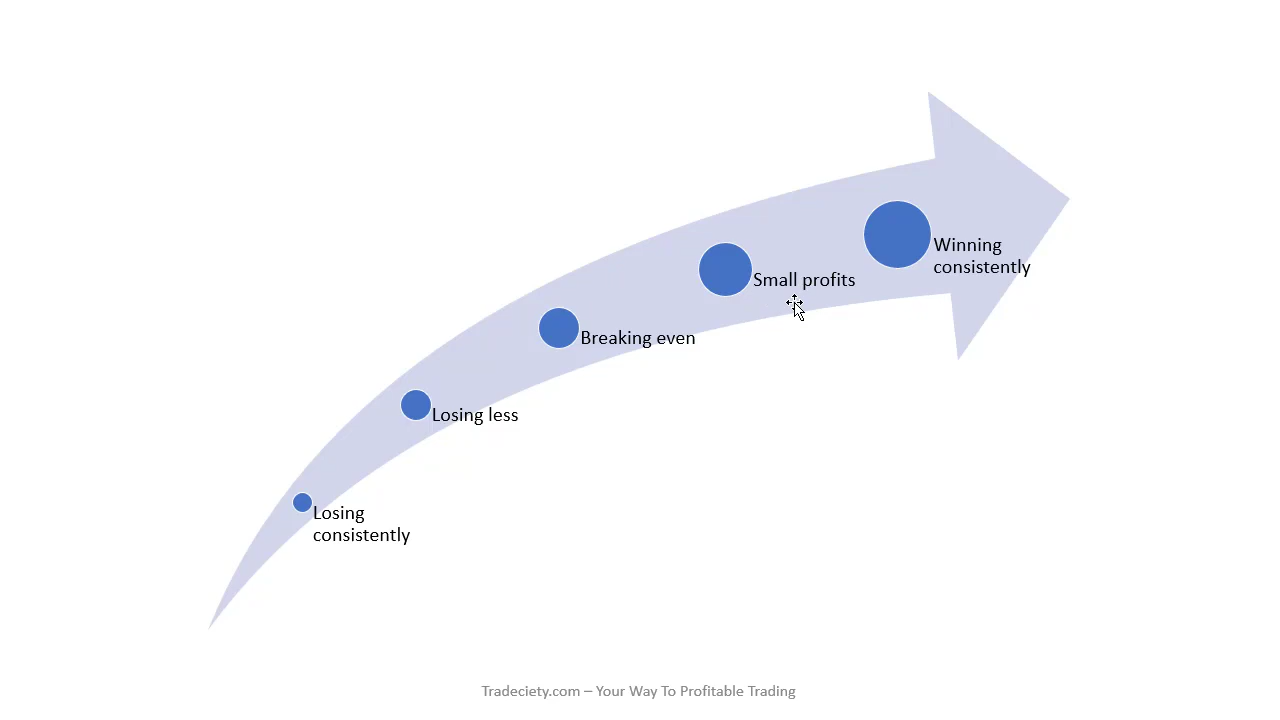 Winning
consistently
Small profits
Breaking even
Losing less
Losing
consistently
Tradeciety.com – Your Way To Profitable Trading